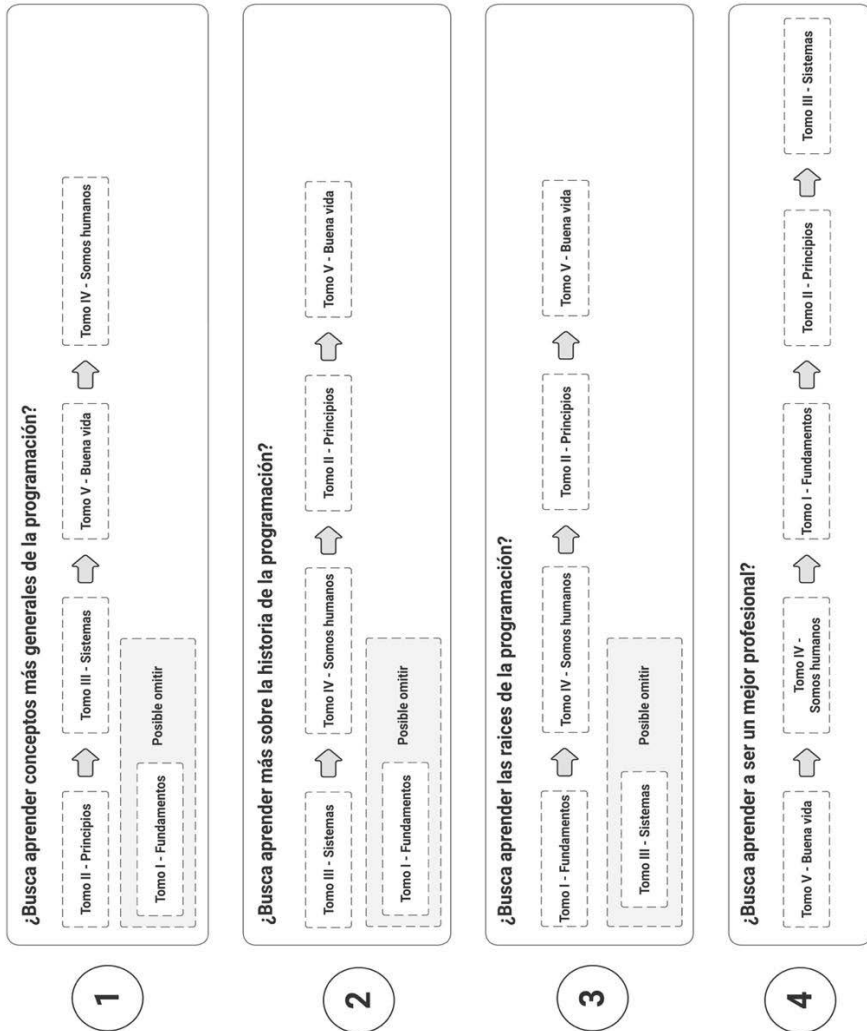 1
¿Busca aprender conceptos más generales de la programación?
Tomo II - Principios
Tomo III - Sistemas
Tomo V - Buena vida
Tomo IV - Somos humanos
Tomo I - Fundamentos
Posible omitir
2
¿Busca aprender más sobre la historia de la programación?
Tomo III - Sistemas
Tomo IV - Somos humanos
Tomo II - Principios
Tomo V - Buena vida
Tomo I - Fundamentos
Posible omitir
3
¿Busca aprender las raices de la programación?
Tomo I - Fundamentos
Tomo IV - Somos humanos
Tomo II - Principios
Tomo V - Buena vida
Tomo III - Sistemas
Posible omitir
4
¿Busca aprender a ser un mejor profesional?
Tomo V - Buena vida
Tomo IV -
Somos humanos
Tomo I - Fundamentos
Tomo II - Principios
Tomo III - Sistemas